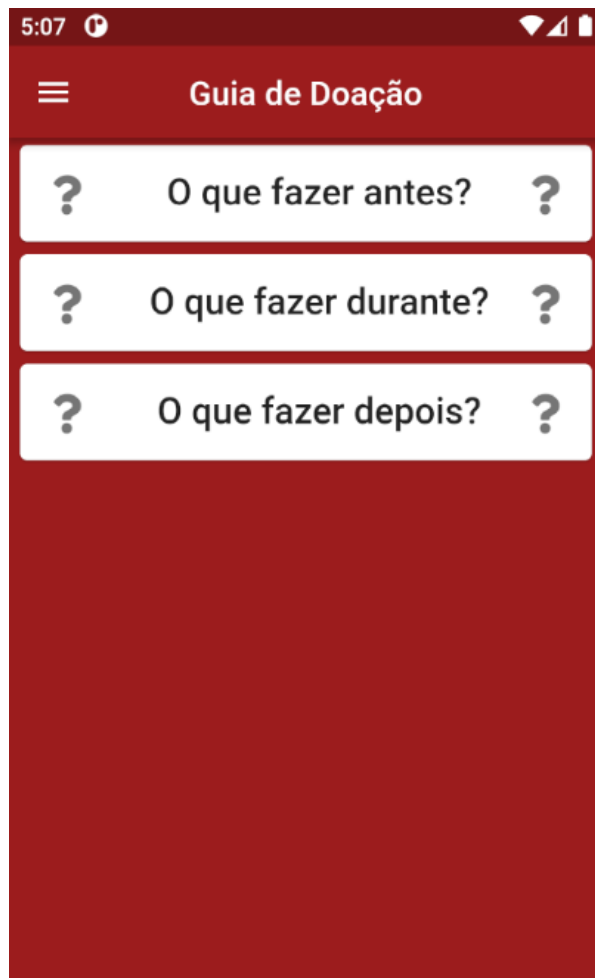 5:07
Guia de Doação
? O que fazer antes? ?
? O que fazer durante? ?
? O que fazer depois? ?